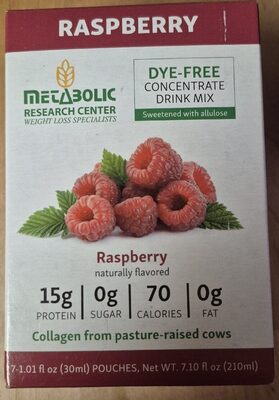 RASPBERRY
METABOLIC
RESEARCH CENTER
WEIGHT LOSS SPECIALISTS
DYE-FREE
CONCENTRATE
DRINK MIX
Sweetened with allulose
Raspberry
naturally flavored
15g PROTEIN
0g SUGAR
70 CALORIES
0g FAT
Collagen from pasture-raised cows
7-1.01 fl oz (30ml) POUCHES, Net WT. 7.10 fl oz (210ml)